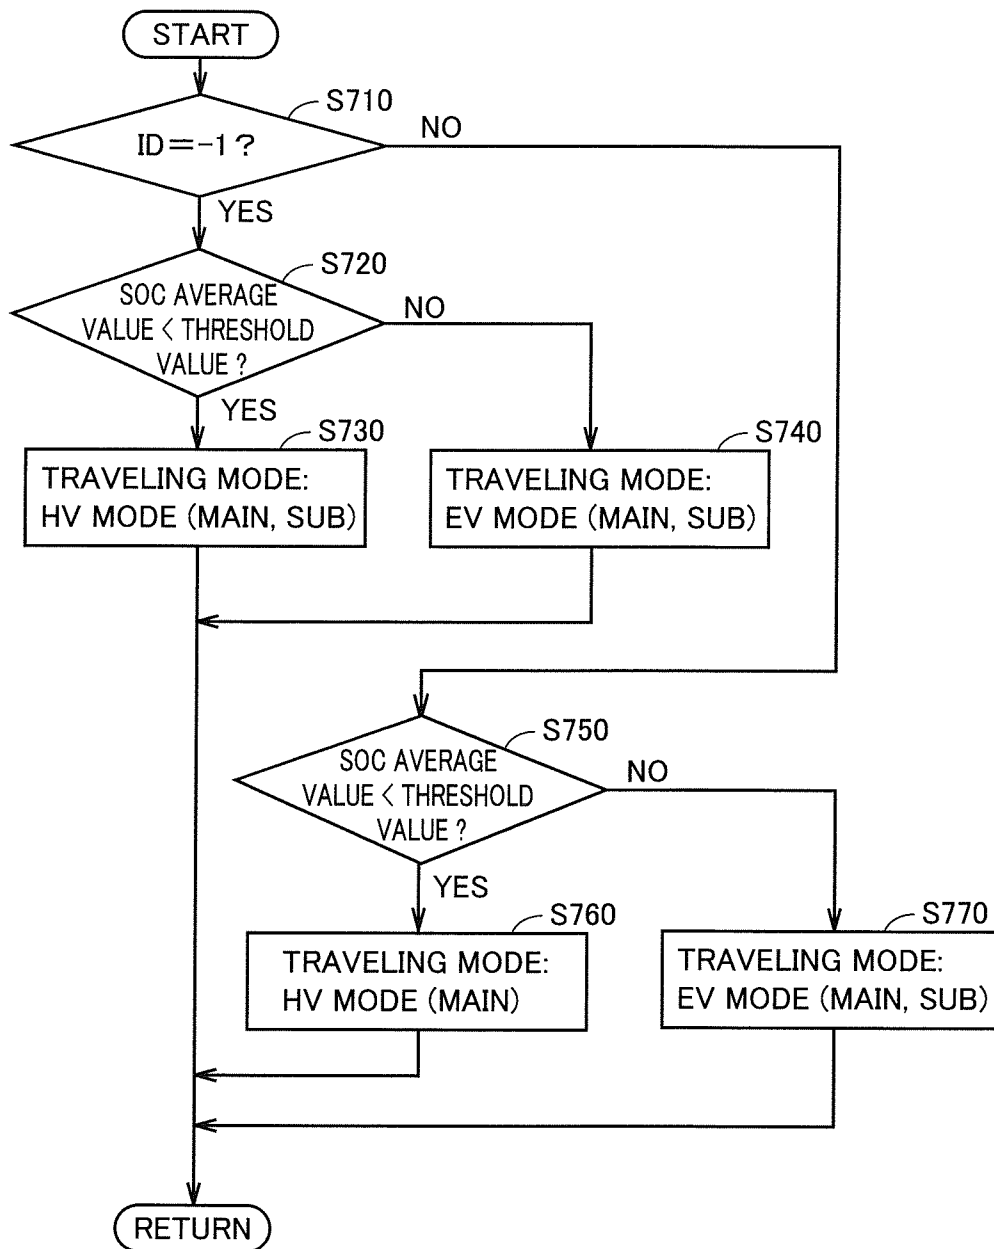 START
S710
ID=-1?
NO
YES
S720
SOC AVERAGE
VALUE < THRESHOLD
VALUE ?
NO
YES
S730
TRAVELING MODE:
HV MODE (MAIN, SUB)
S740
TRAVELING MODE:
EV MODE (MAIN, SUB)
S750
SOC AVERAGE
VALUE < THRESHOLD
VALUE ?
NO
YES
S760
TRAVELING MODE:
HV MODE (MAIN)
S770
TRAVELING MODE:
EV MODE (MAIN, SUB)
RETURN